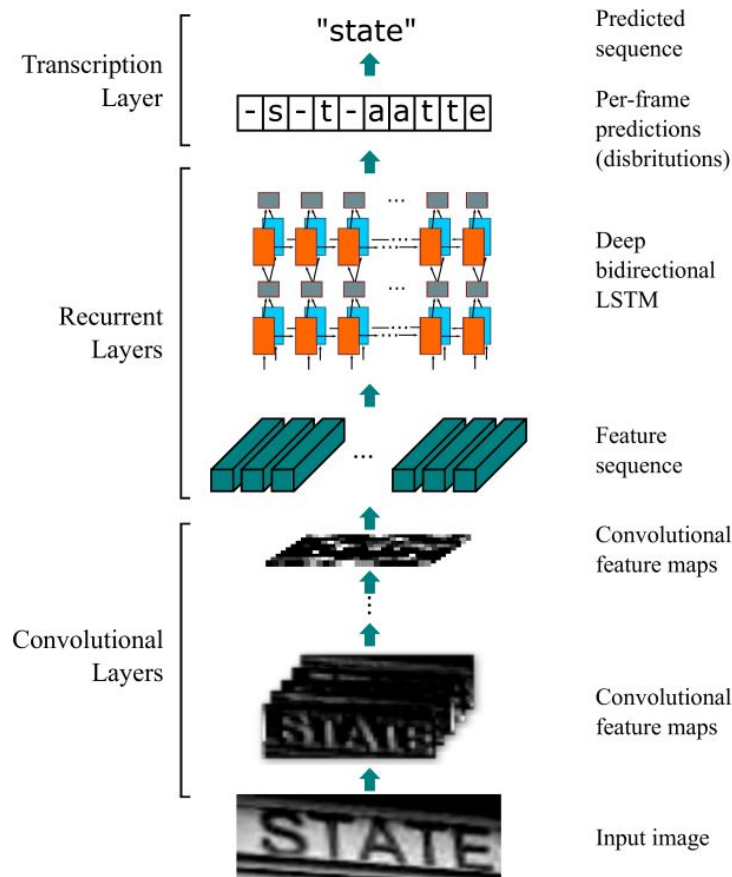 "state"
Predicted
sequence
Transcription
Layer
- s - t - a a t t e
Per-frame
predictions
(disbritutions)
...
Deep
bidirectional
LSTM
Recurrent
Layers
...
Feature
sequence
Convolutional
feature maps
Convolutional
Layers
STATE
Convolutional
feature maps
STATE
Input image